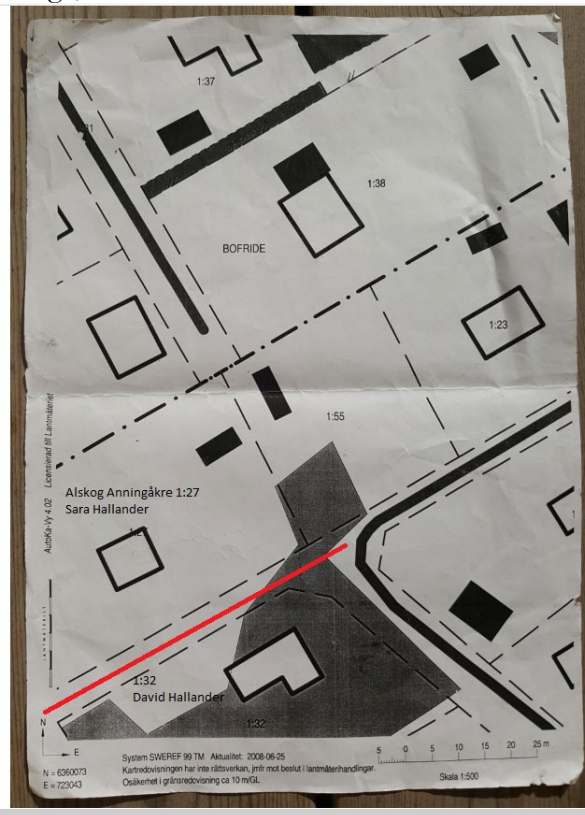 1:37
1:38
BOFRIDE
1:23
1:55
AutoKa-Vy 4.02 Licensierad till Lantmäteriet
Alskog Anningåkre 1:27
Sara Hallander
LANTMÄTERIET
1:32
David Hallander
1:32
N
E
N = 6360073
E = 723043
System SWEREF 99 TM Aktualitet: 2008-06-25
Kartredovisningen har inte rättsverkan, jmfr mot beslut i lantmäterihandlingar.
Osäkerhet i gränsredovisning ca 10 m/GL
5 0 5 10 15 20 25 m
Skala 1:500